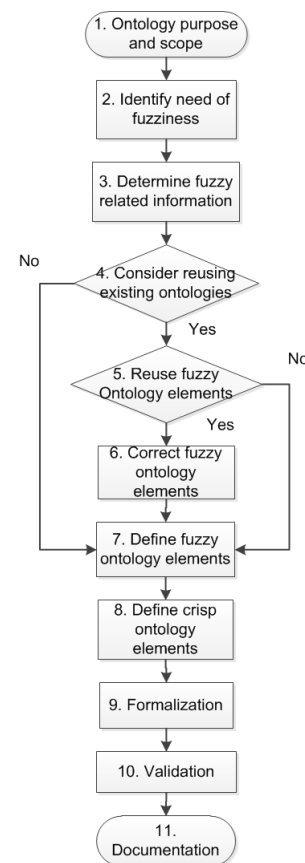 1. Ontology purpose
and scope
2. Identify need of
fuzziness
3. Determine fuzzy
related information
No
4. Consider reusing
existing ontologies
Yes
5. Reuse fuzzy
Ontology elements
No
Yes
6. Correct fuzzy
ontology
elements
7. Define fuzzy
ontology elements
8. Define crisp
ontology
elements
9. Formalization
10. Validation
11.
Documentation